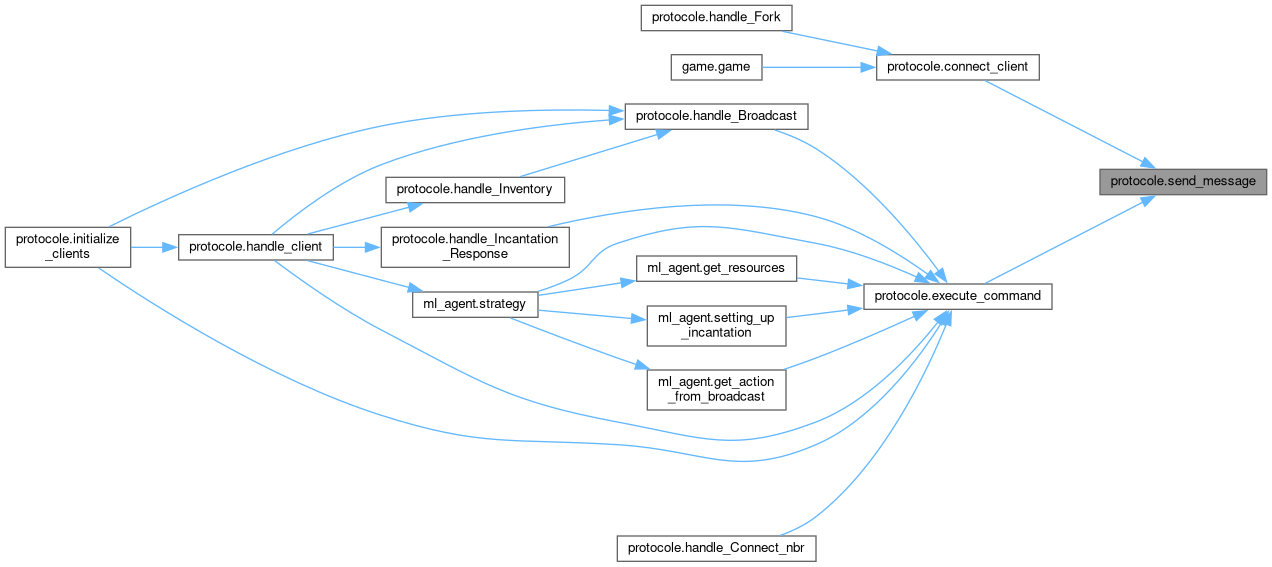 protocole.handle_Fork
game.game
protocole.connect_client
protocole.handle_Broadcast
protocole.send_message
protocole.handle_Inventory
protocole.initialize
_clients
protocole.handle_client
protocole.handle_Incantation
_Response
ml_agent.get_resources
protocole.execute_command
ml_agent.strategy
ml_agent.setting_up
_incantation
ml_agent.get_action
_from_broadcast
protocole.handle_Connect_nbr